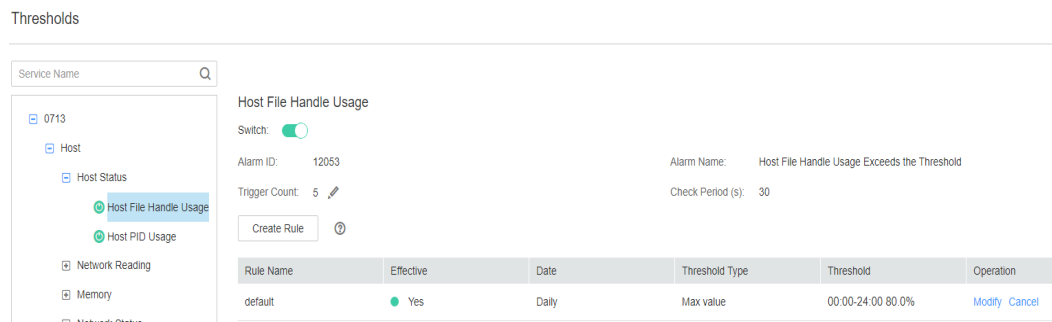 Thresholds
Service Name
0713
Host
Host Status
Host File Handle Usage
Host PID Usage
Network Reading
Memory
Network Status
Host File Handle Usage
Switch:
Alarm ID: 12053 Alarm Name: Host File Handle Usage Exceeds the Threshold
Trigger Count: 5 Check Period (s): 30
Create Rule
Rule Name Effective Date Threshold Type Threshold Operation
default Yes Daily Max value 00:00-24:00 80.0% Modify Cancel